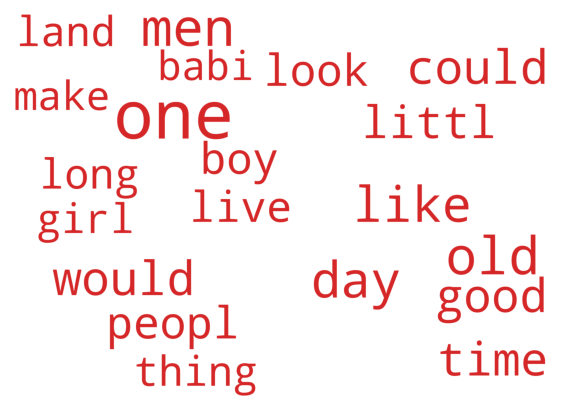 land men
babi look could
make one littl
long boy
girl live like
would day old
good
peopl
thing time